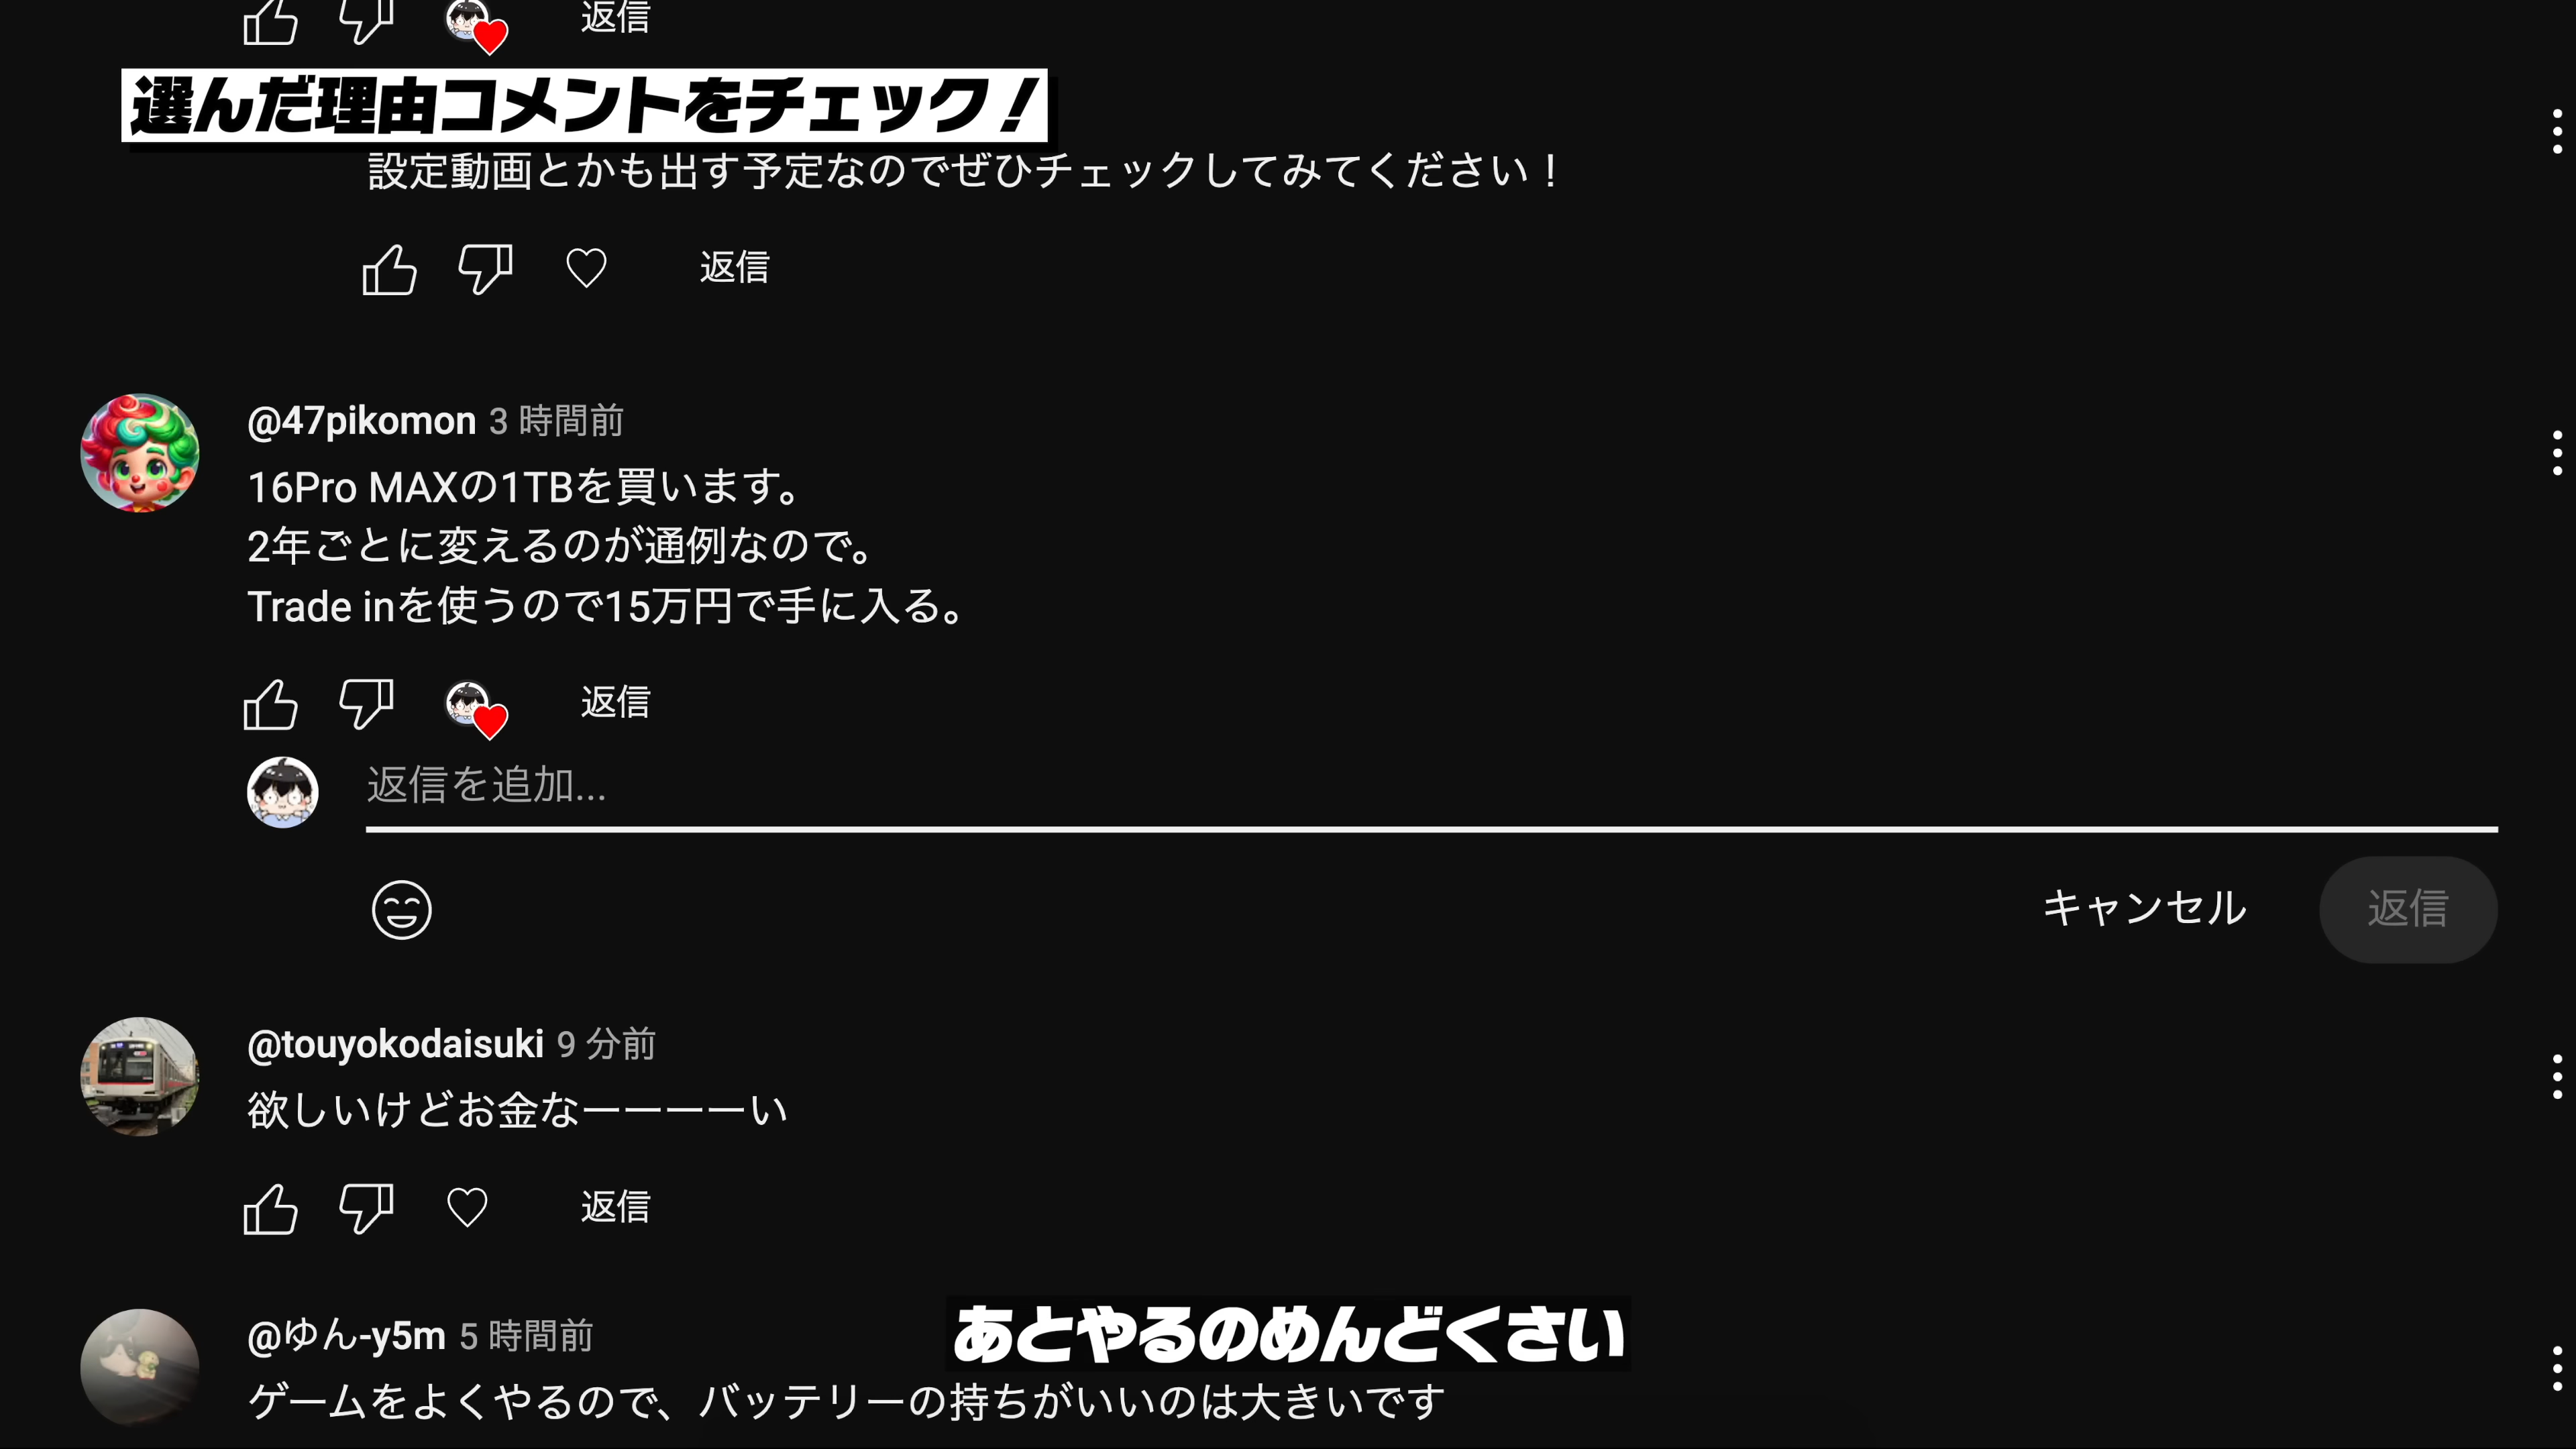 返信
選んだ理由コメントをチェック！
設定動画とかも出す予定なのでぜひチェックしてみてください！
返信
@47pikomon 3 時間前
16Pro MAXの1TBを買います。
2年ごとに変えるのが通例なので。
Trade inを使うので15万円で手に入る。
返信
返信を追加...
キャンセル 返信
@touyokodaisuki 9 分前
欲しいけどお金なーーーーい
返信
@ゆん-y5m 5 時間前
あとやるのめんどくさい
ゲームをよくやるので、バッテリーの持ちがいいのは大きいです